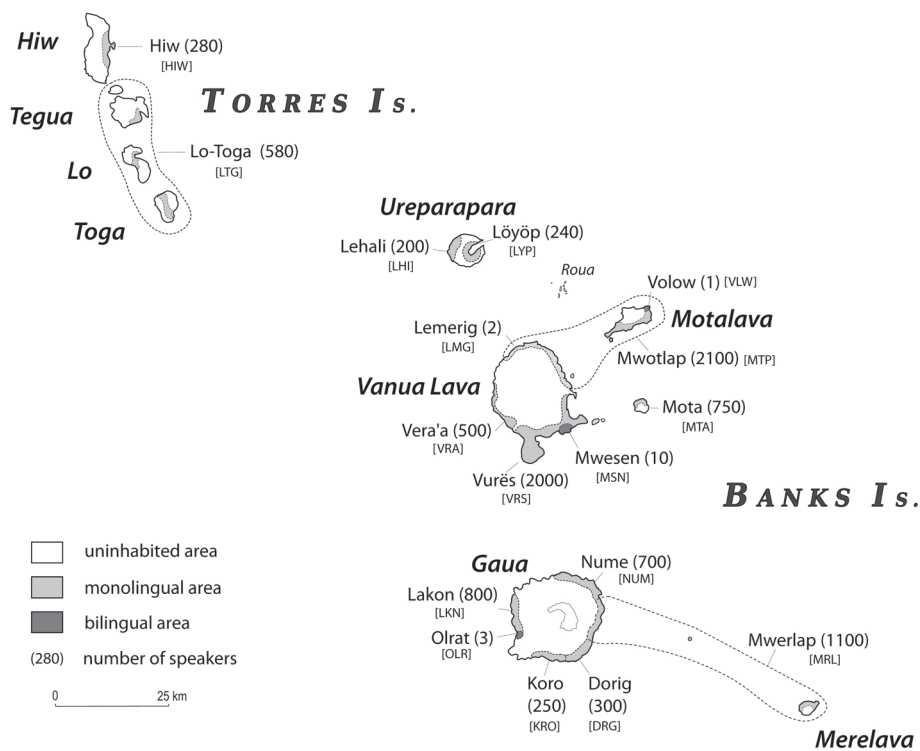 Hiw
Hiw (280)
[HIW]
TORRES Is.
Tegua
Lo-Toga (580)
[LTG]
Lo
Toga
Ureparapara
Löyöp (240)
[LYP]
Lehali (200)
[LHI]
Roua
Volow (1) [VLW]
Motalava
Lemerig (2)
[LMG]
Mwotlap (2100) [MTP]
Vanua Lava
Mota (750)
[MTA]
Vera'a (500)
[VRA]
Mwesen (10)
[MSN]
Vurës (2000)
[VRS]
BANKS Is.
uninhabited area
monolingual area
bilingual area
(280) number of speakers
0 25 km
Gaua
Nume (700)
[NUM]
Lakon (800)
[LKN]
Olrat (3)
[OLR]
Koro
(250)
[KRO]
Dorig
(300)
[DRG]
Mwerlap (1100)
[MRL]
Merelava